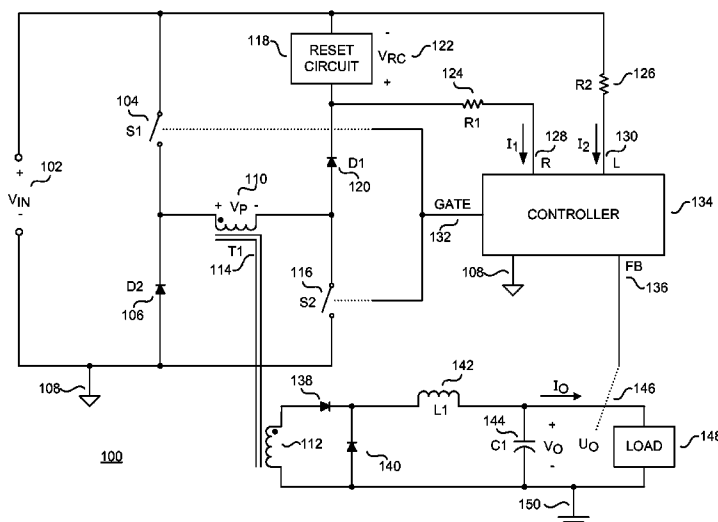 118
RESET
CIRCUIT
-
VRC
+
122
124
R1
R2
126
104
S1
I1
128
R
I2
130
L
D1
120
+
102
VIN
-
110
+ VP -
GATE
132
CONTROLLER
134
T1
114
116
S2
108
FB
136
D2
106
108
138
142
L1
IO
146
112
140
144
C1
+
VO
-
UO
LOAD
148
100
150